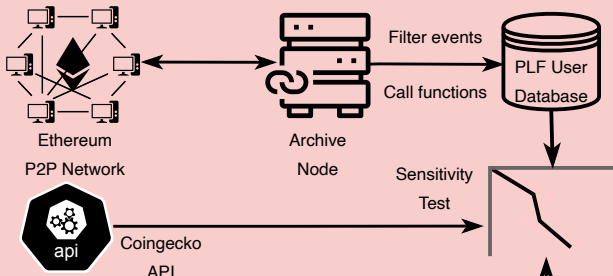 Filter events
PLF User
Call functions
Database
Ethereum
P2P Network
Archive
Node
Sensitivity
Test
api
Coingecko
API